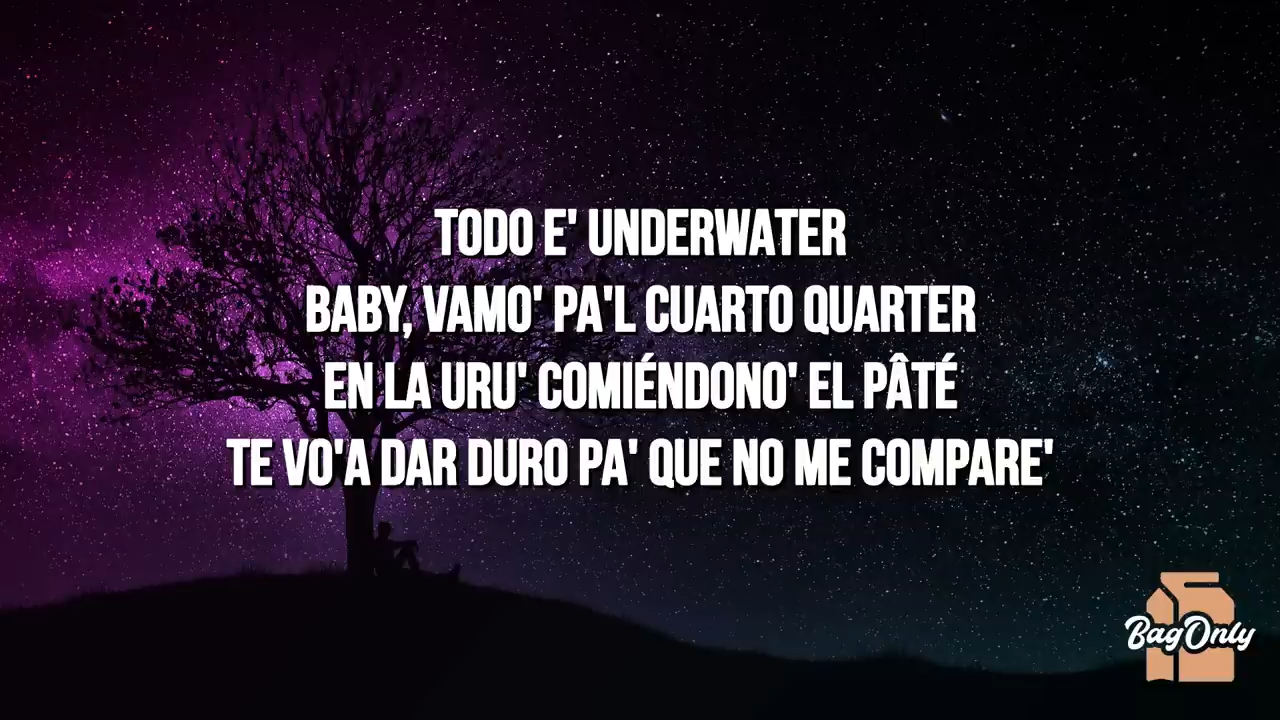 TODO E' UNDERWATER
BABY, VAMO' PA'L CUARTO QUARTER
EN LA URU' COMIÉNDONO' EL PÂTÉ
TE VO'A DAR DURO PA' QUE NO ME COMPARE'
BagOnly